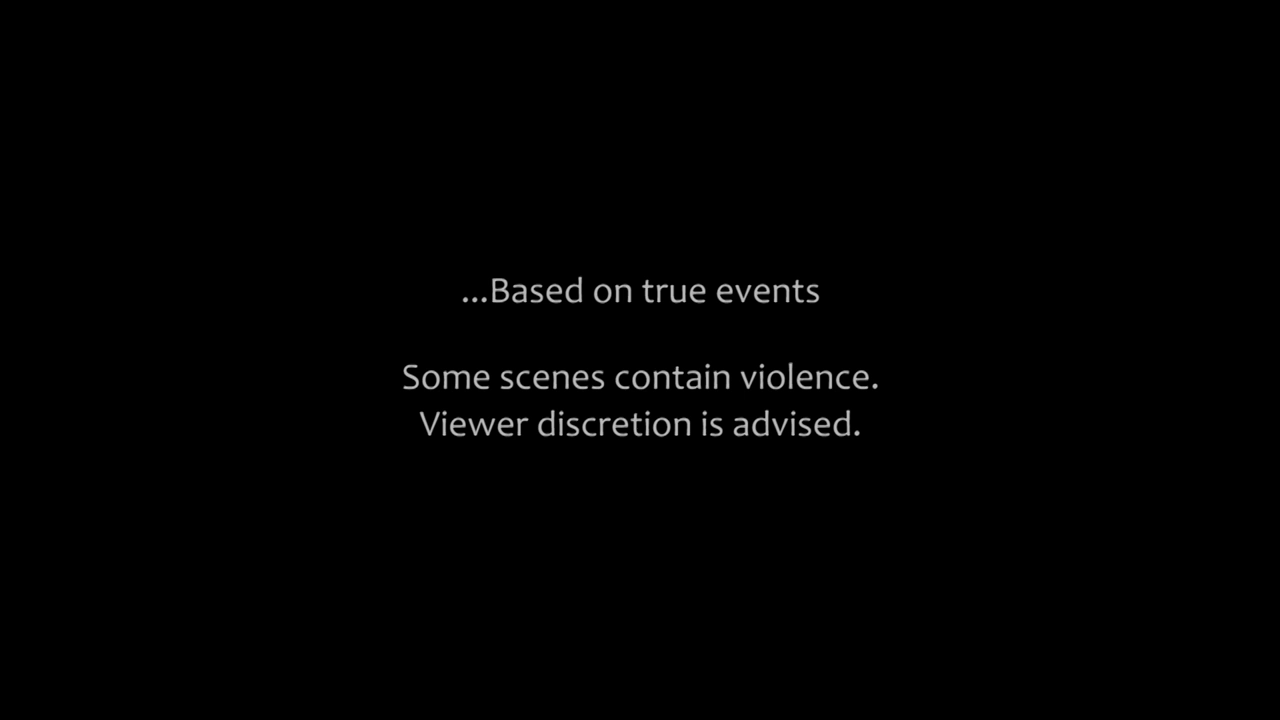 ...Based on true events
Some scenes contain violence.
Viewer discretion is advised.